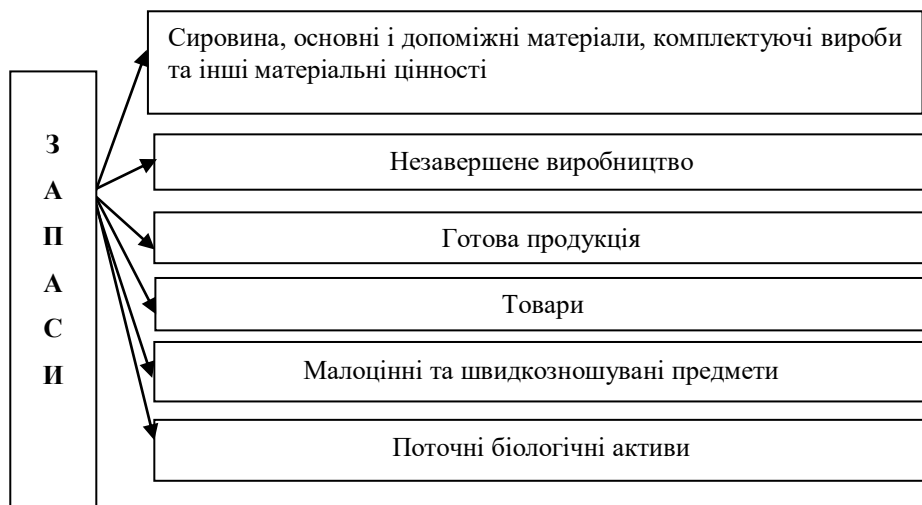 ЗАПАСИ
Сировина, основні і допоміжні матеріали, комплектуючі вироби
та інші матеріальні цінності
Незавершене виробництво
Готова продукція
Товари
Малоцінні та швидкозношувані предмети
Поточні біологічні активи